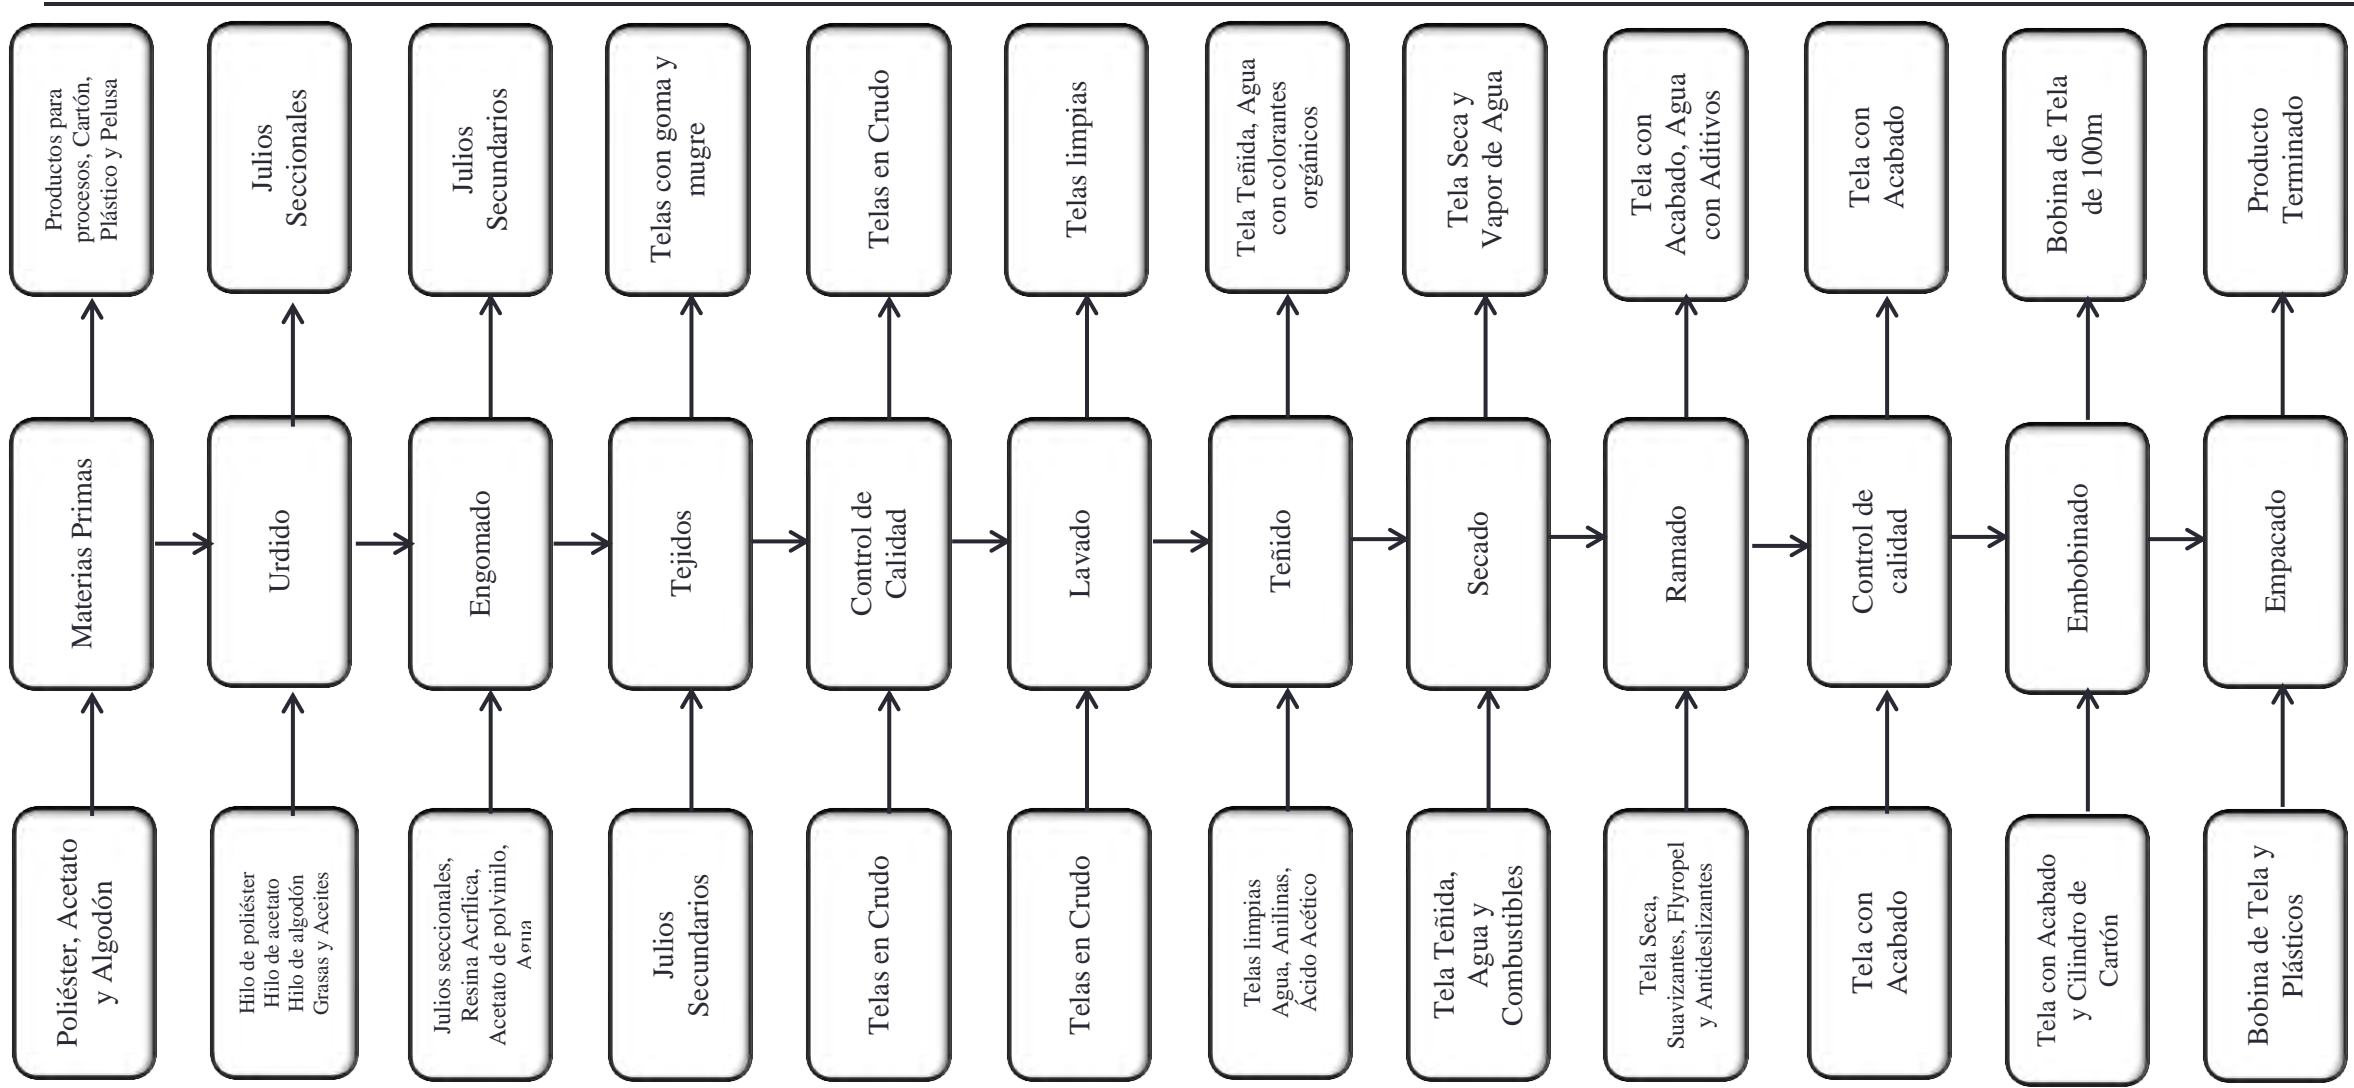 Poliéster, Acetato
y Algodón
Materias Primas
Productos para
procesos, Cartón,
Plástico y Pelusa
Hilo de poliéster
Hilo de acetato
Hilo de algodón
Grasas y Aceites
Urdido
Julios
Seccionales
Julios seccionales,
Resina Acrílica,
Acetato de polvinilo,
Agua
Engomado
Julios
Secundarios
Julios
Secundarios
Tejidos
Telas con goma y
mugre
Telas en Crudo
Control de
Calidad
Telas en Crudo
Telas en Crudo
Lavado
Telas limpias
Telas limpias
Agua, Anilinas,
Ácido Acético
Teñido
Tela Teñida, Agua
con colorantes
orgánicos
Tela Teñida,
Agua y
Combustibles
Secado
Tela Seca y
Vapor de Agua
Tela Seca,
Suavizantes, Flyropel
y Antideslizantes
Ramado
Tela con
Acabado, Agua
con Aditivos
Tela con
Acabado
Control de
calidad
Tela con
Acabado
Tela con Acabado
y Cilindro de
Cartón
Embobinado
Bobina de Tela
de 100m
Bobina de Tela y
Plásticos
Empacado
Producto
Terminado